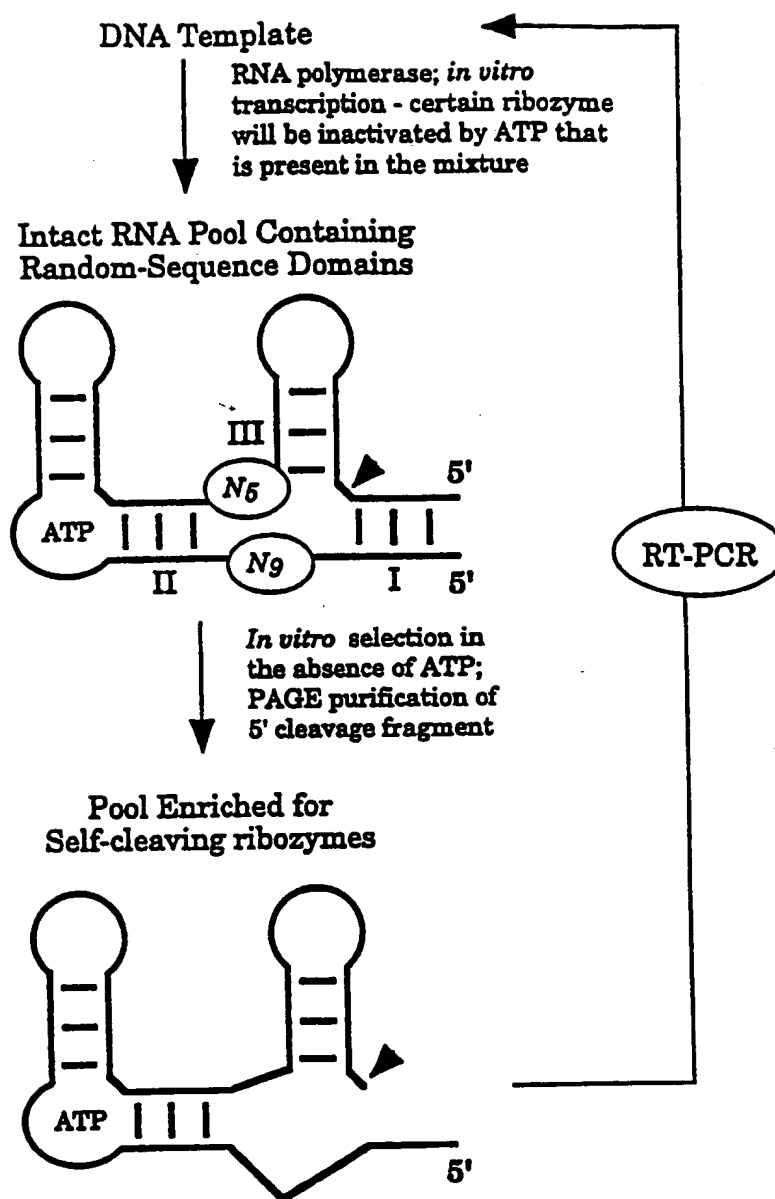 DNA Template
RNA polymerase; in vitro
transcription - certain ribozyme
will be inactivated by ATP that
is present in the mixture
Intact RNA Pool Containing
Random-Sequence Domains
III
N5
5'
ATP
II
N9
I
5'
RT-PCR
In vitro selection in
the absence of ATP;
PAGE purification of
5' cleavage fragment
Pool Enriched for
Self-cleaving ribozymes
ATP
5'